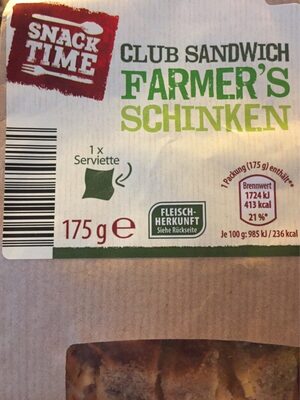 SNACK
TIME
CLUB SANDWICH
FARMER'S
SCHINKEN
1 x
Serviette
175 g e
FLEISCH-
HERKUNFT
Siehe Rückseite
1 Packung (175 g) enthält**
Brennwert
1724 kJ
413 kcal
21 %*
Je 100 g: 985 kJ / 236 kcal